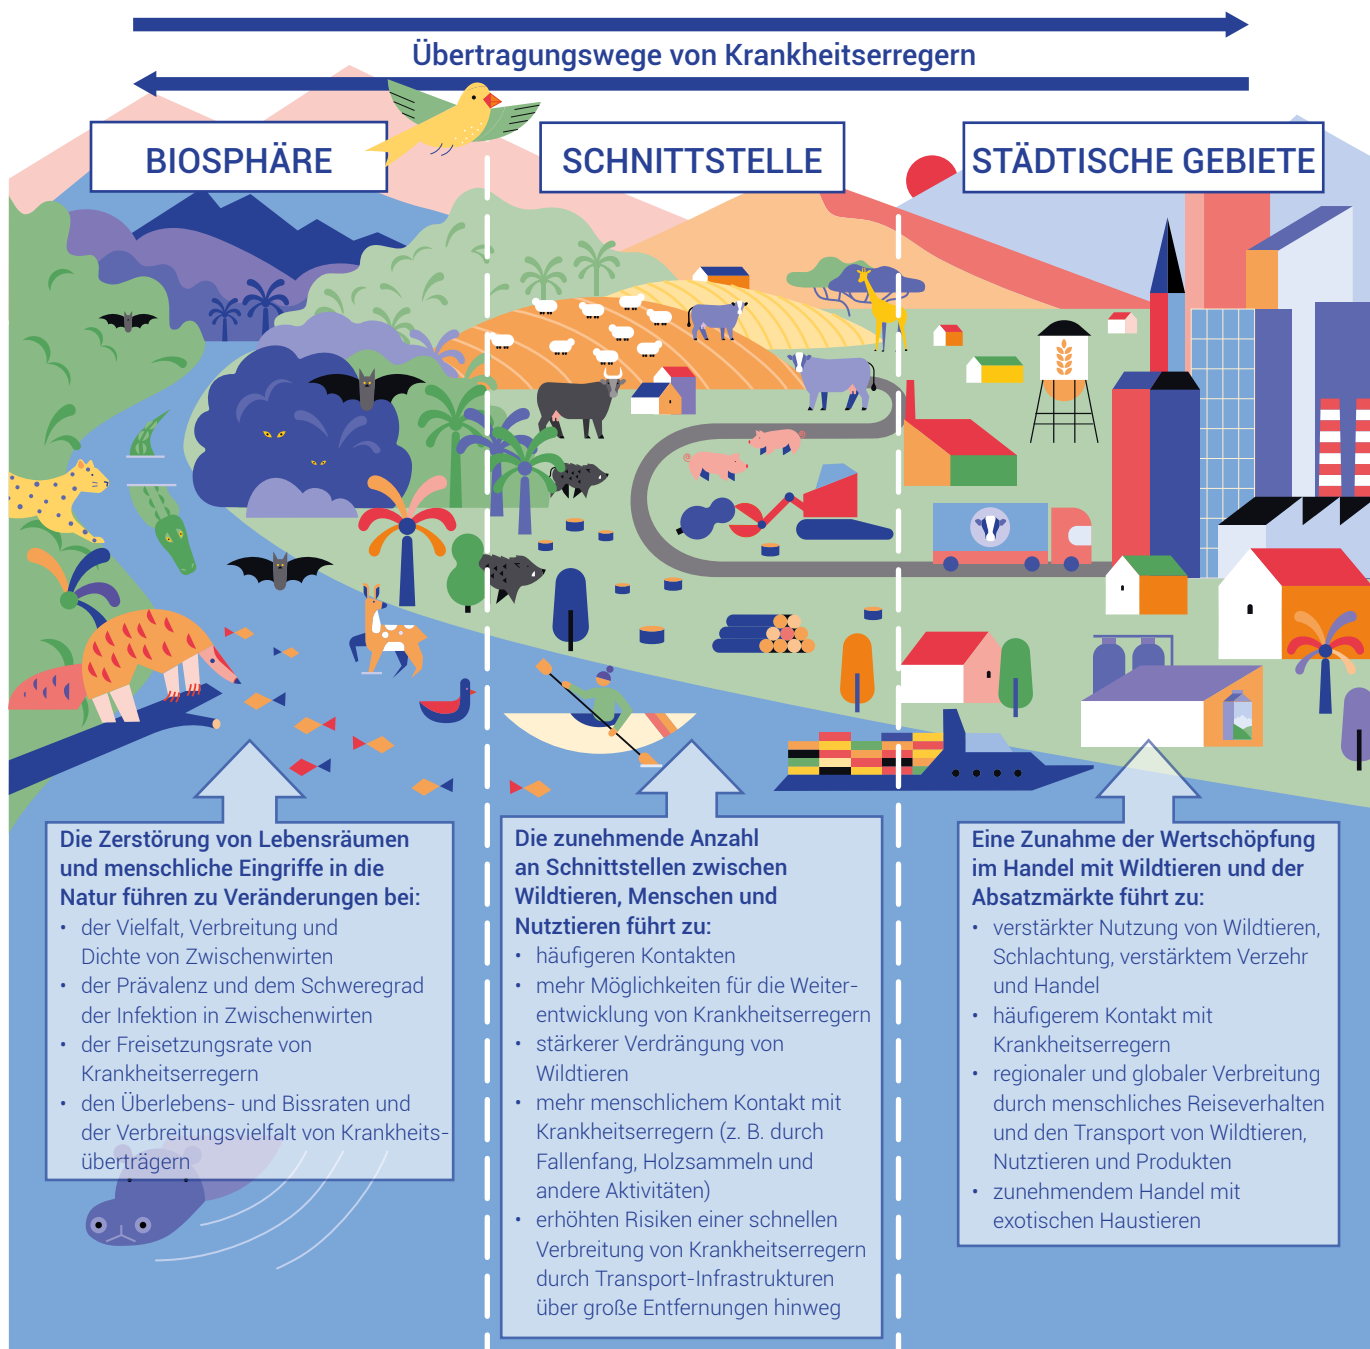 Übertragungswege von Krankheitserregern
BIOSPHÄRE
SCHNITTSTELLE
STÄDTISCHE GEBIETE
Die Zerstörung von Lebensräumen
und menschliche Eingriffe in die
Natur führen zu Veränderungen bei:
• der Vielfalt, Verbreitung und
Dichte von Zwischenwirten
• der Prävalenz und dem Schweregrad
der Infektion in Zwischenwirten
• der Freisetzungsrate von
Krankheitserregern
• den Überlebens- und Bissraten und
der Verbreitungsvielfalt von Krankheits-
überträgern
Die zunehmende Anzahl
an Schnittstellen zwischen
Wildtieren, Menschen und
Nutztieren führt zu:
• häufigeren Kontakten
• mehr Möglichkeiten für die Weiter-
entwicklung von Krankheitserregern
• stärkerer Verdrängung von
Wildtieren
• mehr menschlichem Kontakt mit
Krankheitserregern (z. B. durch
Fallenfang, Holzsammeln und
andere Aktivitäten)
• erhöhten Risiken einer schnellen
Verbreitung von Krankheitserregern
durch Transport-Infrastrukturen
über große Entfernungen hinweg
Eine Zunahme der Wertschöpfung
im Handel mit Wildtieren und der
Absatzmärkte führt zu:
• verstärkter Nutzung von Wildtieren,
Schlachtung, verstärktem Verzehr
und Handel
• häufigerem Kontakt mit
Krankheitserregern
• regionaler und globaler Verbreitung
durch menschliches Reiseverhalten
und den Transport von Wildtieren,
Nutztieren und Produkten
• zunehmendem Handel mit
exotischen Haustieren